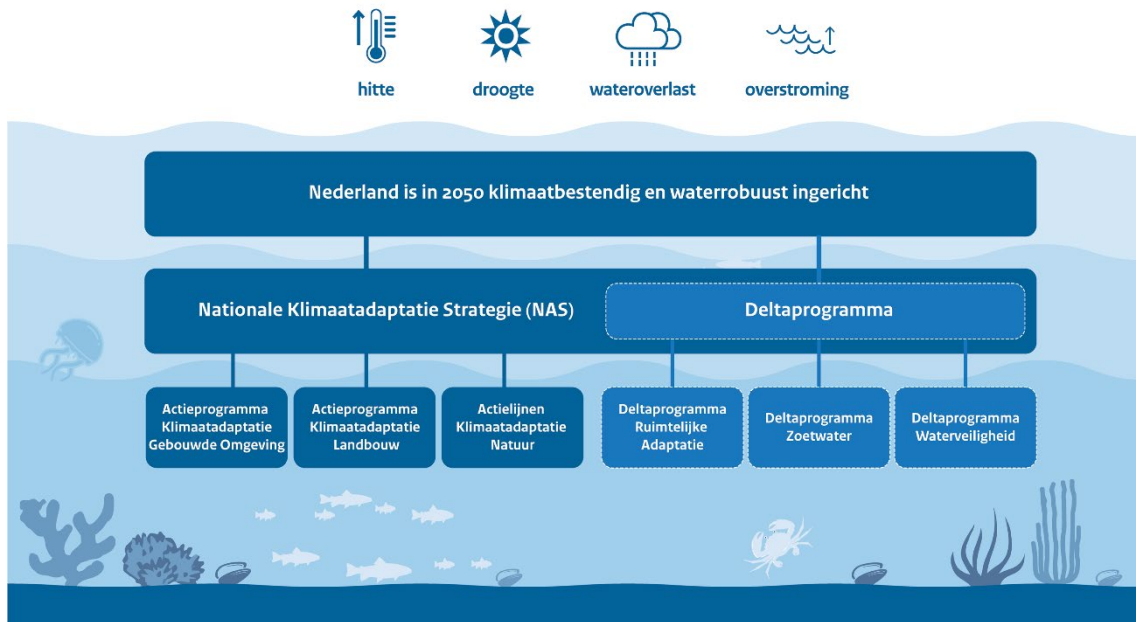 hitte
droogte
wateroverlast
overstroming
Nederland is in 2050 klimaatbestendig en waterrobuust ingericht
Nationale Klimaatadaptatie Strategie (NAS)
Deltaprogramma
Actieprogramma
Klimaatadaptatie
Gebouwde Omgeving
Actieprogramma
Klimaatadaptatie
Landbouw
Actielijnen
Klimaatadaptatie
Natuur
Deltaprogramma
Ruimtelijke
Adaptatie
Deltaprogramma
Zoetwater
Deltaprogramma
Waterveiligheid